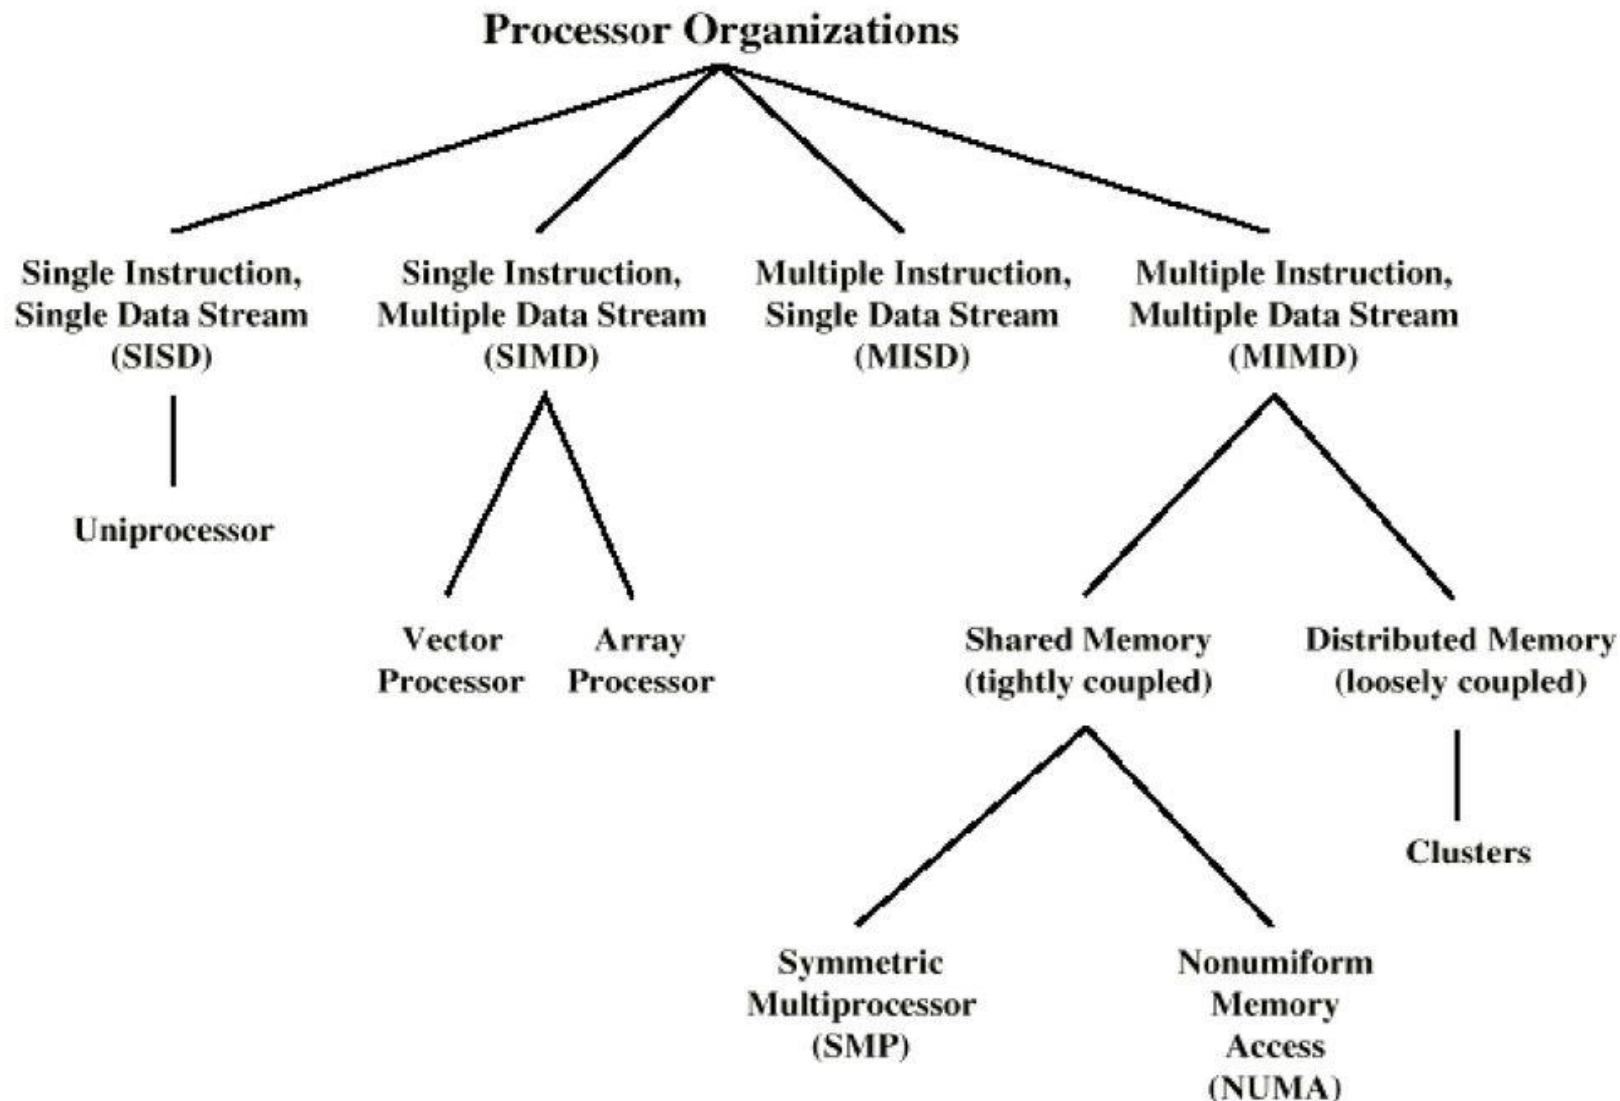 Processor Organizations
Single Instruction,
Single Data Stream
(SISD)
Single Instruction,
Multiple Data Stream
(SIMD)
Multiple Instruction,
Single Data Stream
(MISD)
Multiple Instruction,
Multiple Data Stream
(MIMD)
Uniprocessor
Vector
Processor
Array
Processor
Shared Memory
(tightly coupled)
Distributed Memory
(loosely coupled)
Clusters
Symmetric
Multiprocessor
(SMP)
Nonumiform
Memory
Access
(NUMA)